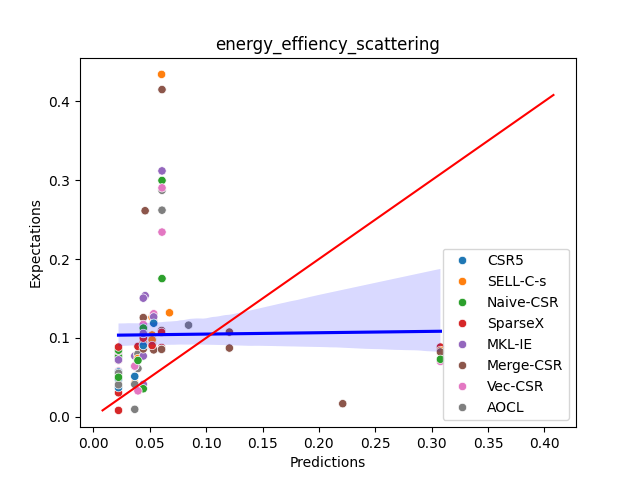 energy_effiency_scattering
Expectations
0.4
0.3
0.2
0.1
0.0
0.00 0.05 0.10 0.15 0.20 0.25 0.30 0.35 0.40
Predictions
CSR5
SELL-C-s
Naive-CSR
SparseX
MKL-IE
Merge-CSR
Vec-CSR
AOCL